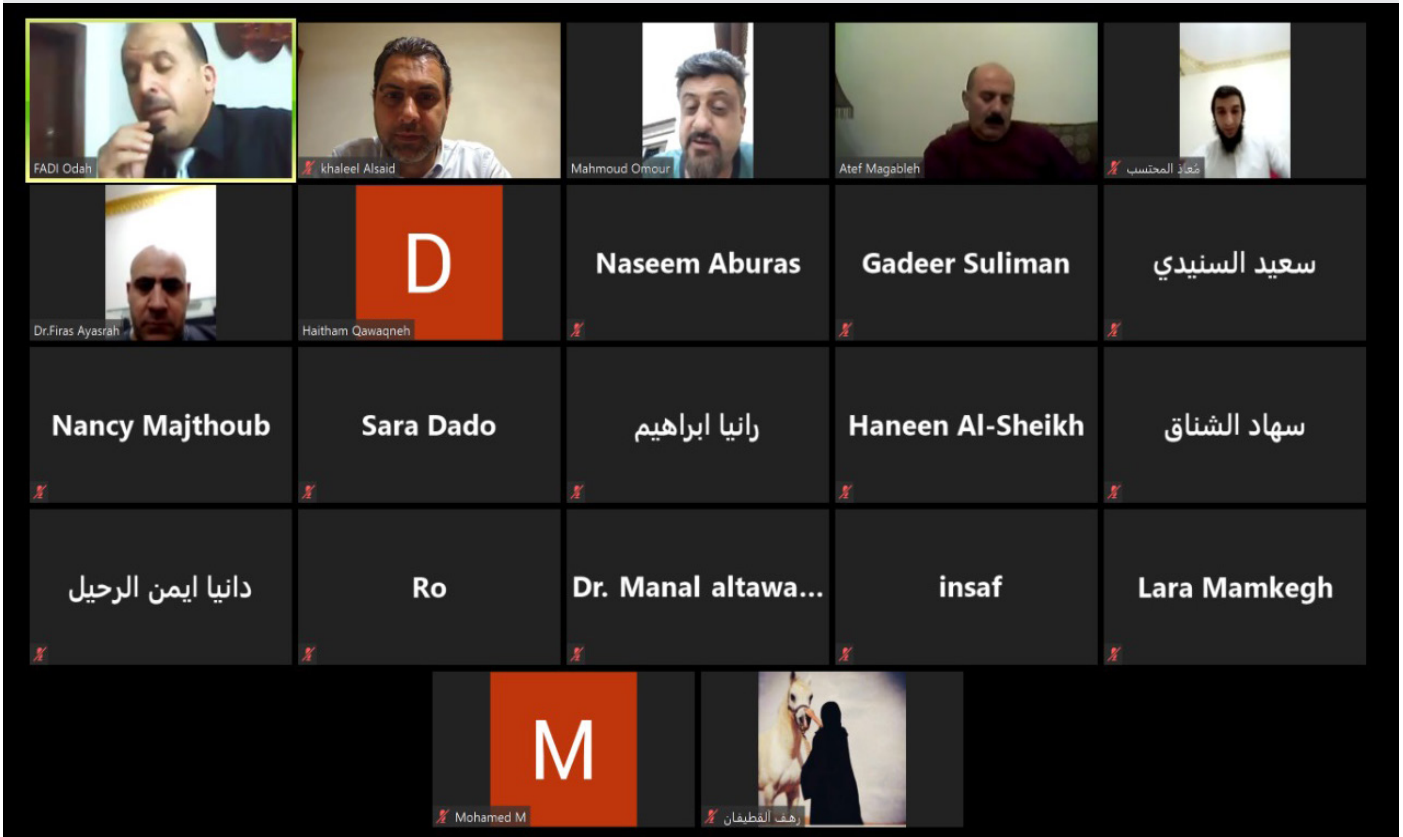 FADI Odah
khaleel Alsaid
Mahmoud Omour
Atef Magableh
مُعاذ المحتسب
Dr.Firas Ayasrah
D
Haitham Qawaqneh
Naseem Aburas
Gadeer Suliman
سعيد السنيدي
Nancy Majthoub
Sara Dado
رانيا ابراهيم
Haneen Al-Sheikh
سهاد الشناق
دانيا ايمن الرحيل
Ro
Dr. Manal altawa...
insaf
Lara Mamkegh
M
Mohamed M
رهف القطيفان